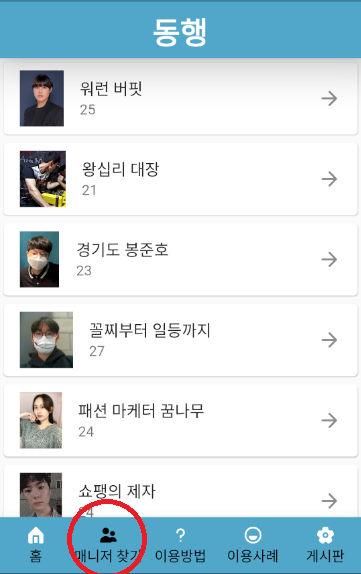 동행
워런 버핏
25
왕십리 대장
21
경기도 봉준호
23
꼴찌부터 일등까지
27
패션 마케터 꿈나무
24
쇼팽의 제자
24
홈
매니저 찾기
이용방법
이용사례
게시판